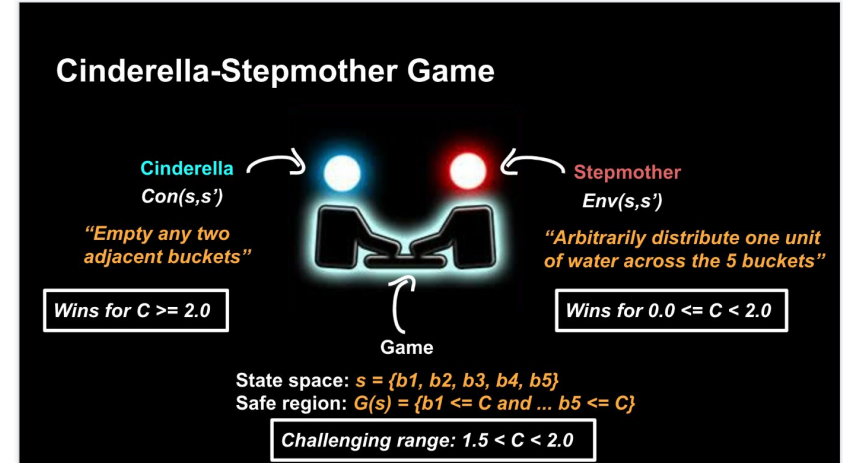 Cinderella-Stepmother Game
Cinderella
Con(s,s’)
“Empty any two
adjacent buckets”
Wins for C >= 2.0
Stepmother
Env(s,s’)
“Arbitrarily distribute one unit
of water across the 5 buckets”
Wins for 0.0 <= C < 2.0
Game
State space: s = {b1, b2, b3, b4, b5}
Safe region: G(s) = {b1 <= C and ... b5 <= C}
Challenging range: 1.5 < C < 2.0